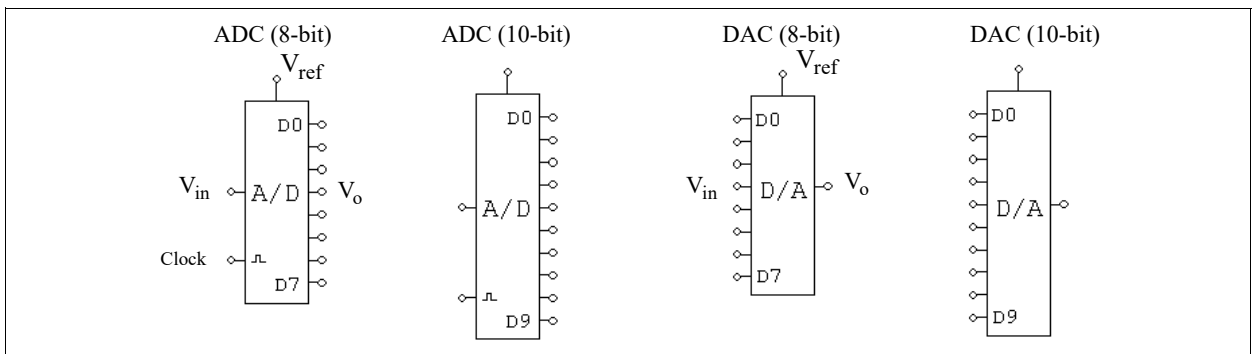 ADC (8-bit) ADC (10-bit) DAC (8-bit) DAC (10-bit)
Vref Vref
D0 D0 D0 D0
Vin A/D Vo A/D Vin D/A Vo D/A
Clock
D7 D9 D7 D9